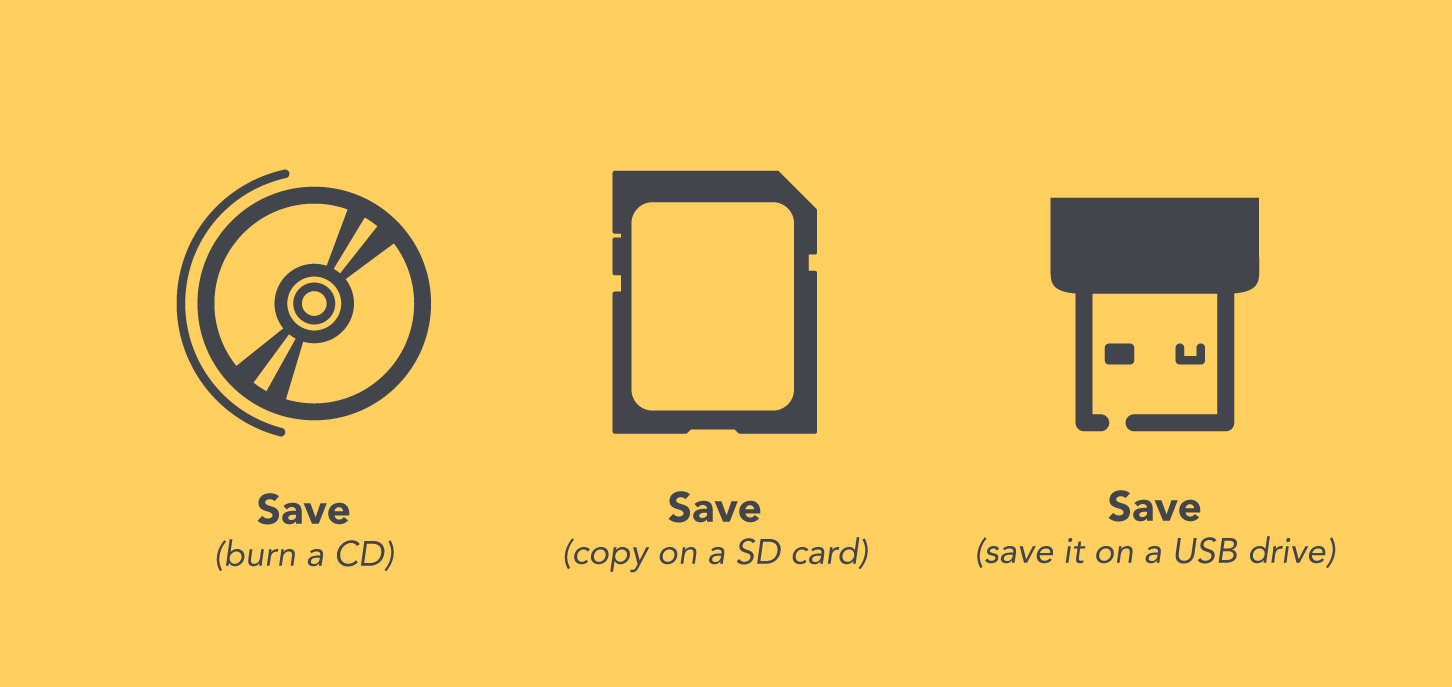 Save
(burn a CD)
Save
(copy on a SD card)
Save
(save it on a USB drive)